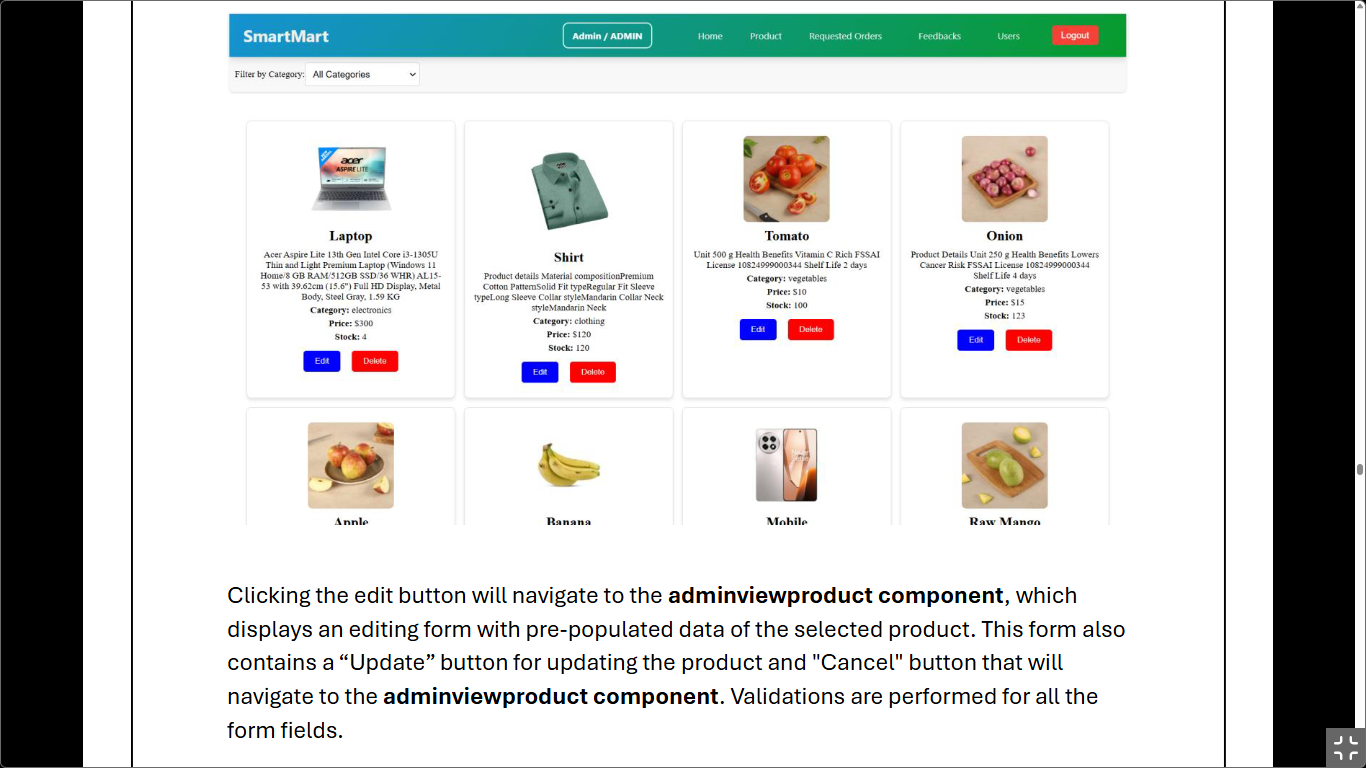 SmartMart
Admin / ADMIN
Home
Product
Requested Orders
Feedbacks
Users
Logout
Filter by Category:
All Categories
acer
ASPIRE LITE
Laptop
Acer Aspire Lite 13th Gen Intel Core i3-1305U
Thin and Light Premium Laptop (Windows 11
Home/8 GB RAM/512GB SSD/36 WHR) AL15-
53 with 39.62cm (15.6") Full HD Display, Metal
Body, Steel Gray, 1.59 KG
Category: electronics
Price: $300
Stock: 4
Edit
Delete
Shirt
Product details Material compositionPremium
Cotton PatternSolid Fit typeRegular Fit Sleeve
typeLong Sleeve Collar styleMandarin Collar Neck
styleMandarin Neck
Category: clothing
Price: $120
Stock: 120
Edit
Delete
Tomato
Unit 500 g Health Benefits Vitamin C Rich FSSAI
License 10824999000344 Shelf Life 2 days
Category: vegetables
Price: $10
Stock: 100
Edit
Delete
Onion
Product Details Unit 250 g Health Benefits Lowers
Cancer Risk FSSAI License 10824999000344
Shelf Life 4 days
Category: vegetables
Price: $15
Stock: 123
Edit
Delete
Apple
Banana
Mobile
Raw Mango
Clicking the edit button will navigate to the adminviewproduct component, which
displays an editing form with pre-populated data of the selected product. This form also
contains a “Update” button for updating the product and "Cancel" button that will
navigate to the adminviewproduct component. Validations are performed for all the
form fields.